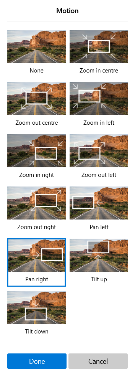 Motion
None
Zoom in centre
Zoom out centre
Zoom in left
Zoom in right
Zoom out left
Zoom out right
Pan left
Pan right
Tilt up
Tilt down
Done
Cancel